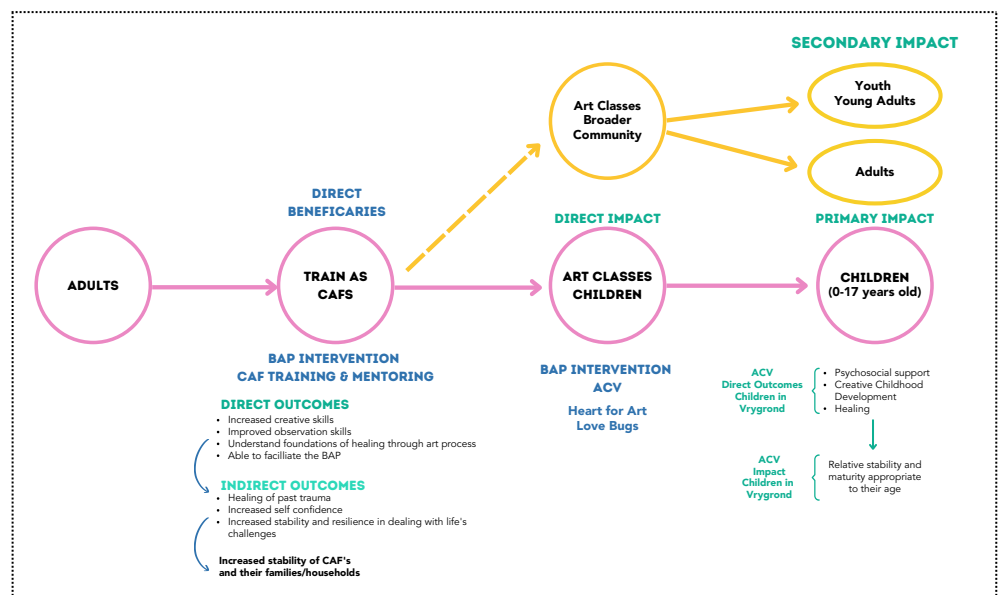 SECONDARY IMPACT
Youth
Young Adults
Art Classes
Broader
Community
Adults
DIRECT
BENEFICARIES
DIRECT IMPACT
PRIMARY IMPACT
ADULTS
TRAIN AS
CAFS
ART CLASSES
CHILDREN
CHILDREN
(0-17 years old)
BAP INTERVENTION
CAF TRAINING & MENTORING
DIRECT OUTCOMES
• Increased creative skills
• Improved observation skills
• Understand foundations of healing through art process
• Able to facilliate the BAP
INDIRECT OUTCOMES
• Healing of past trauma
• Increased self confidence
• Increased stability and resilience in dealing with life's
challenges
Increased stability of CAF's
and their families/households
BAP INTERVENTION
ACV
Heart for Art
Love Bugs
ACV
Direct Outcomes
Children in
Vrygrond
• Psychosocial support
• Creative Childhood
Development
• Healing
ACV
Impact
Children in
Vrygrond
Relative stability and
maturity appropriate
to their age